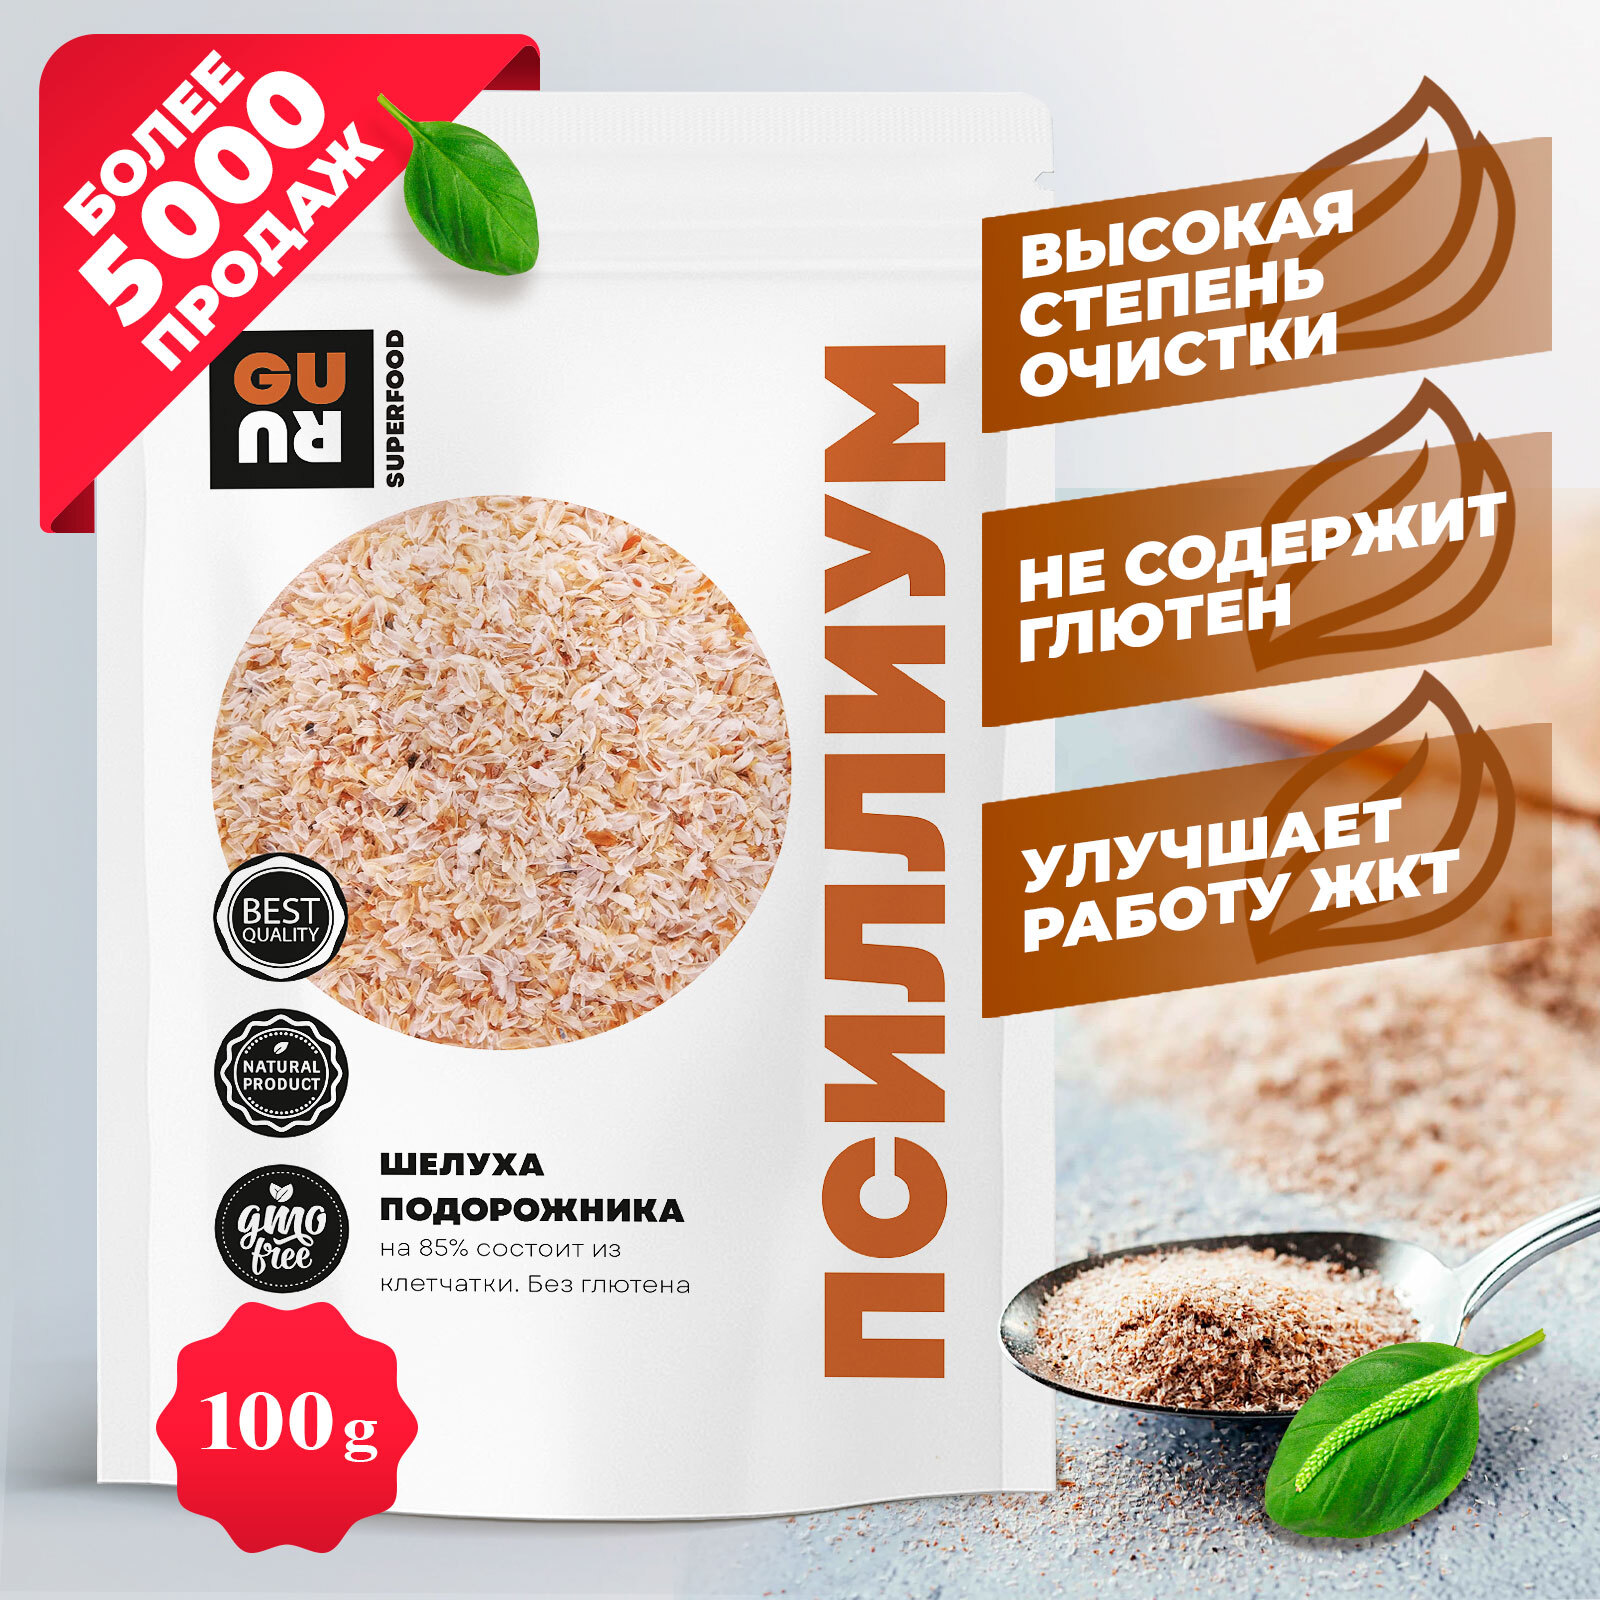 БОЛЕЕ
5000
ПРОДАЖ
GU
RU
SUPERFOOD
ПСИЛЛИУМ
BEST
QUALITY
NATURAL
PRODUCT
gmo
free
ШЕЛУХА
ПОДОРОЖНИКА
на 85% состоит из
клетчатки. Без глютена
100 g
ВЫСОКАЯ
СТЕПЕНЬ
ОЧИСТКИ
НЕ СОДЕРЖИТ
ГЛЮТЕН
УЛУЧШАЕТ
РАБОТУ ЖКТ